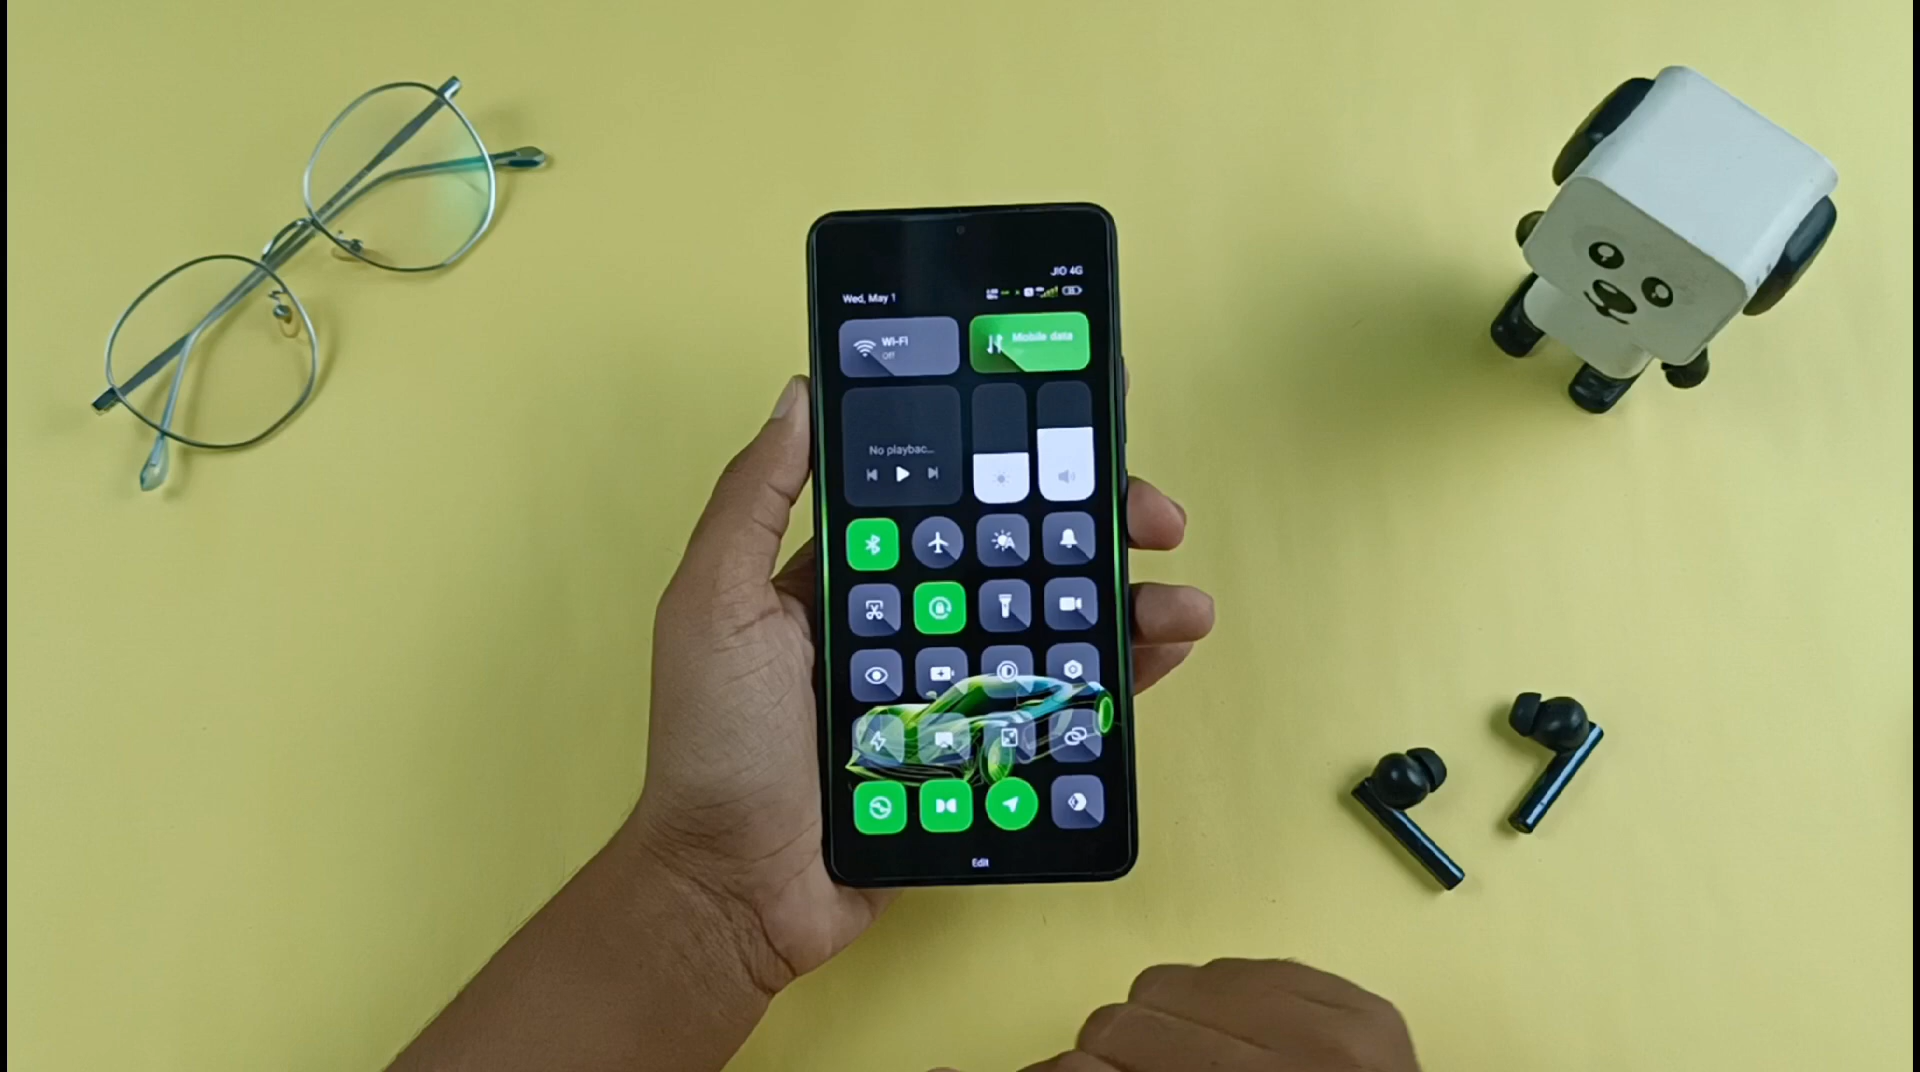 JIO 4G
Wed, May 1
Wi-Fi
Off
Mobile data
No playbac...
Edit